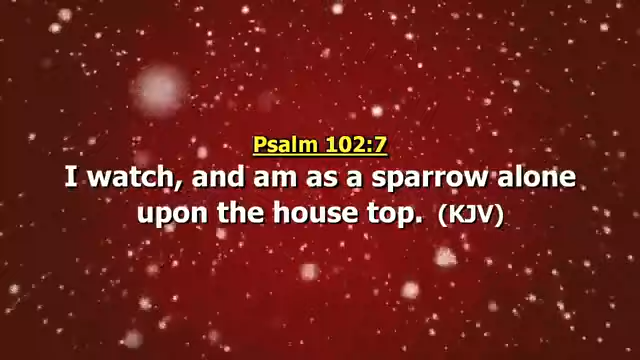 Psalm 102:7
I watch, and am as a sparrow alone
upon the house top. (KJV)